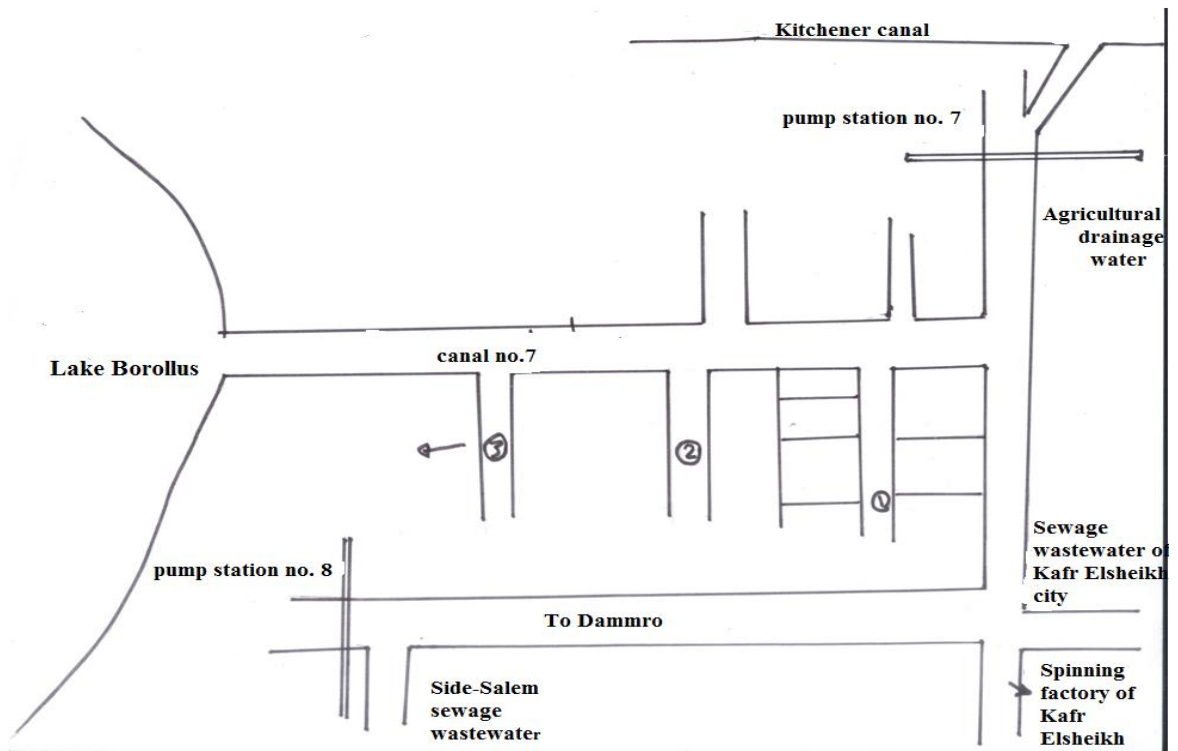 Kitchener canal
pump station no. 7
Agricultural
drainage
water
canal no.7
Lake Borollus
3
2
1
Sewage
wastewater of
Kafr Elsheikh
city
pump station no. 8
To Dammro
Side-Salem
sewage
wastewater
Spinning
factory of
Kafr
Elsheikh